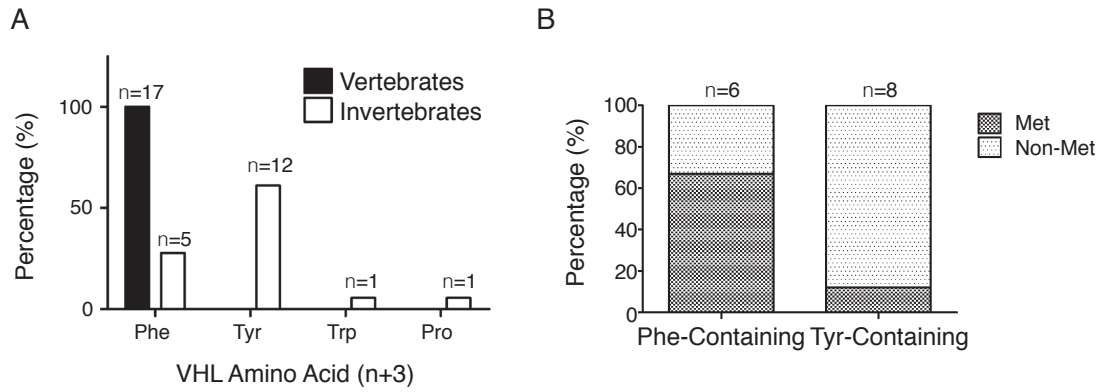 A
Percentage (%)
100
50
0
n=17
n=5
n=12
n=1
n=1
Vertebrates
Invertebrates
Phe Tyr Trp Pro
VHL Amino Acid (n+3)
B
Percentage (%)
100
80
60
40
20
0
n=6 n=8
Met
Non-Met
Phe-Containing Tyr-Containing